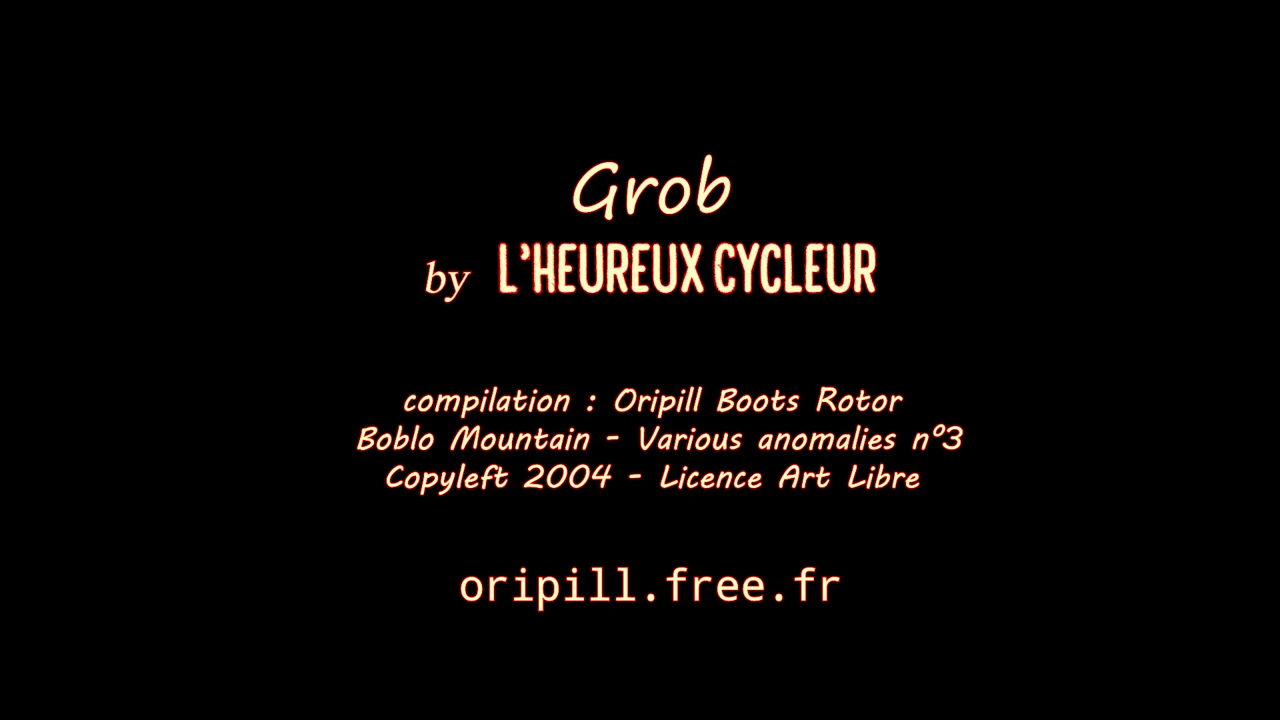 Grob
by L'HEUREUX CYCLEUR
compilation : Oripill Boots Rotor
Boblo Mountain - Various anomalies n°3
Copyleft 2004 - Licence Art Libre
oripill.free.fr